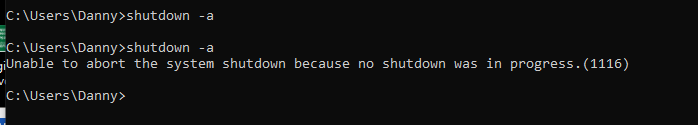 C:\Users\Danny>shutdown -a
C:\Users\Danny>shutdown -a
Unable to abort the system shutdown because no shutdown was in progress.(1116)
C:\Users\Danny>